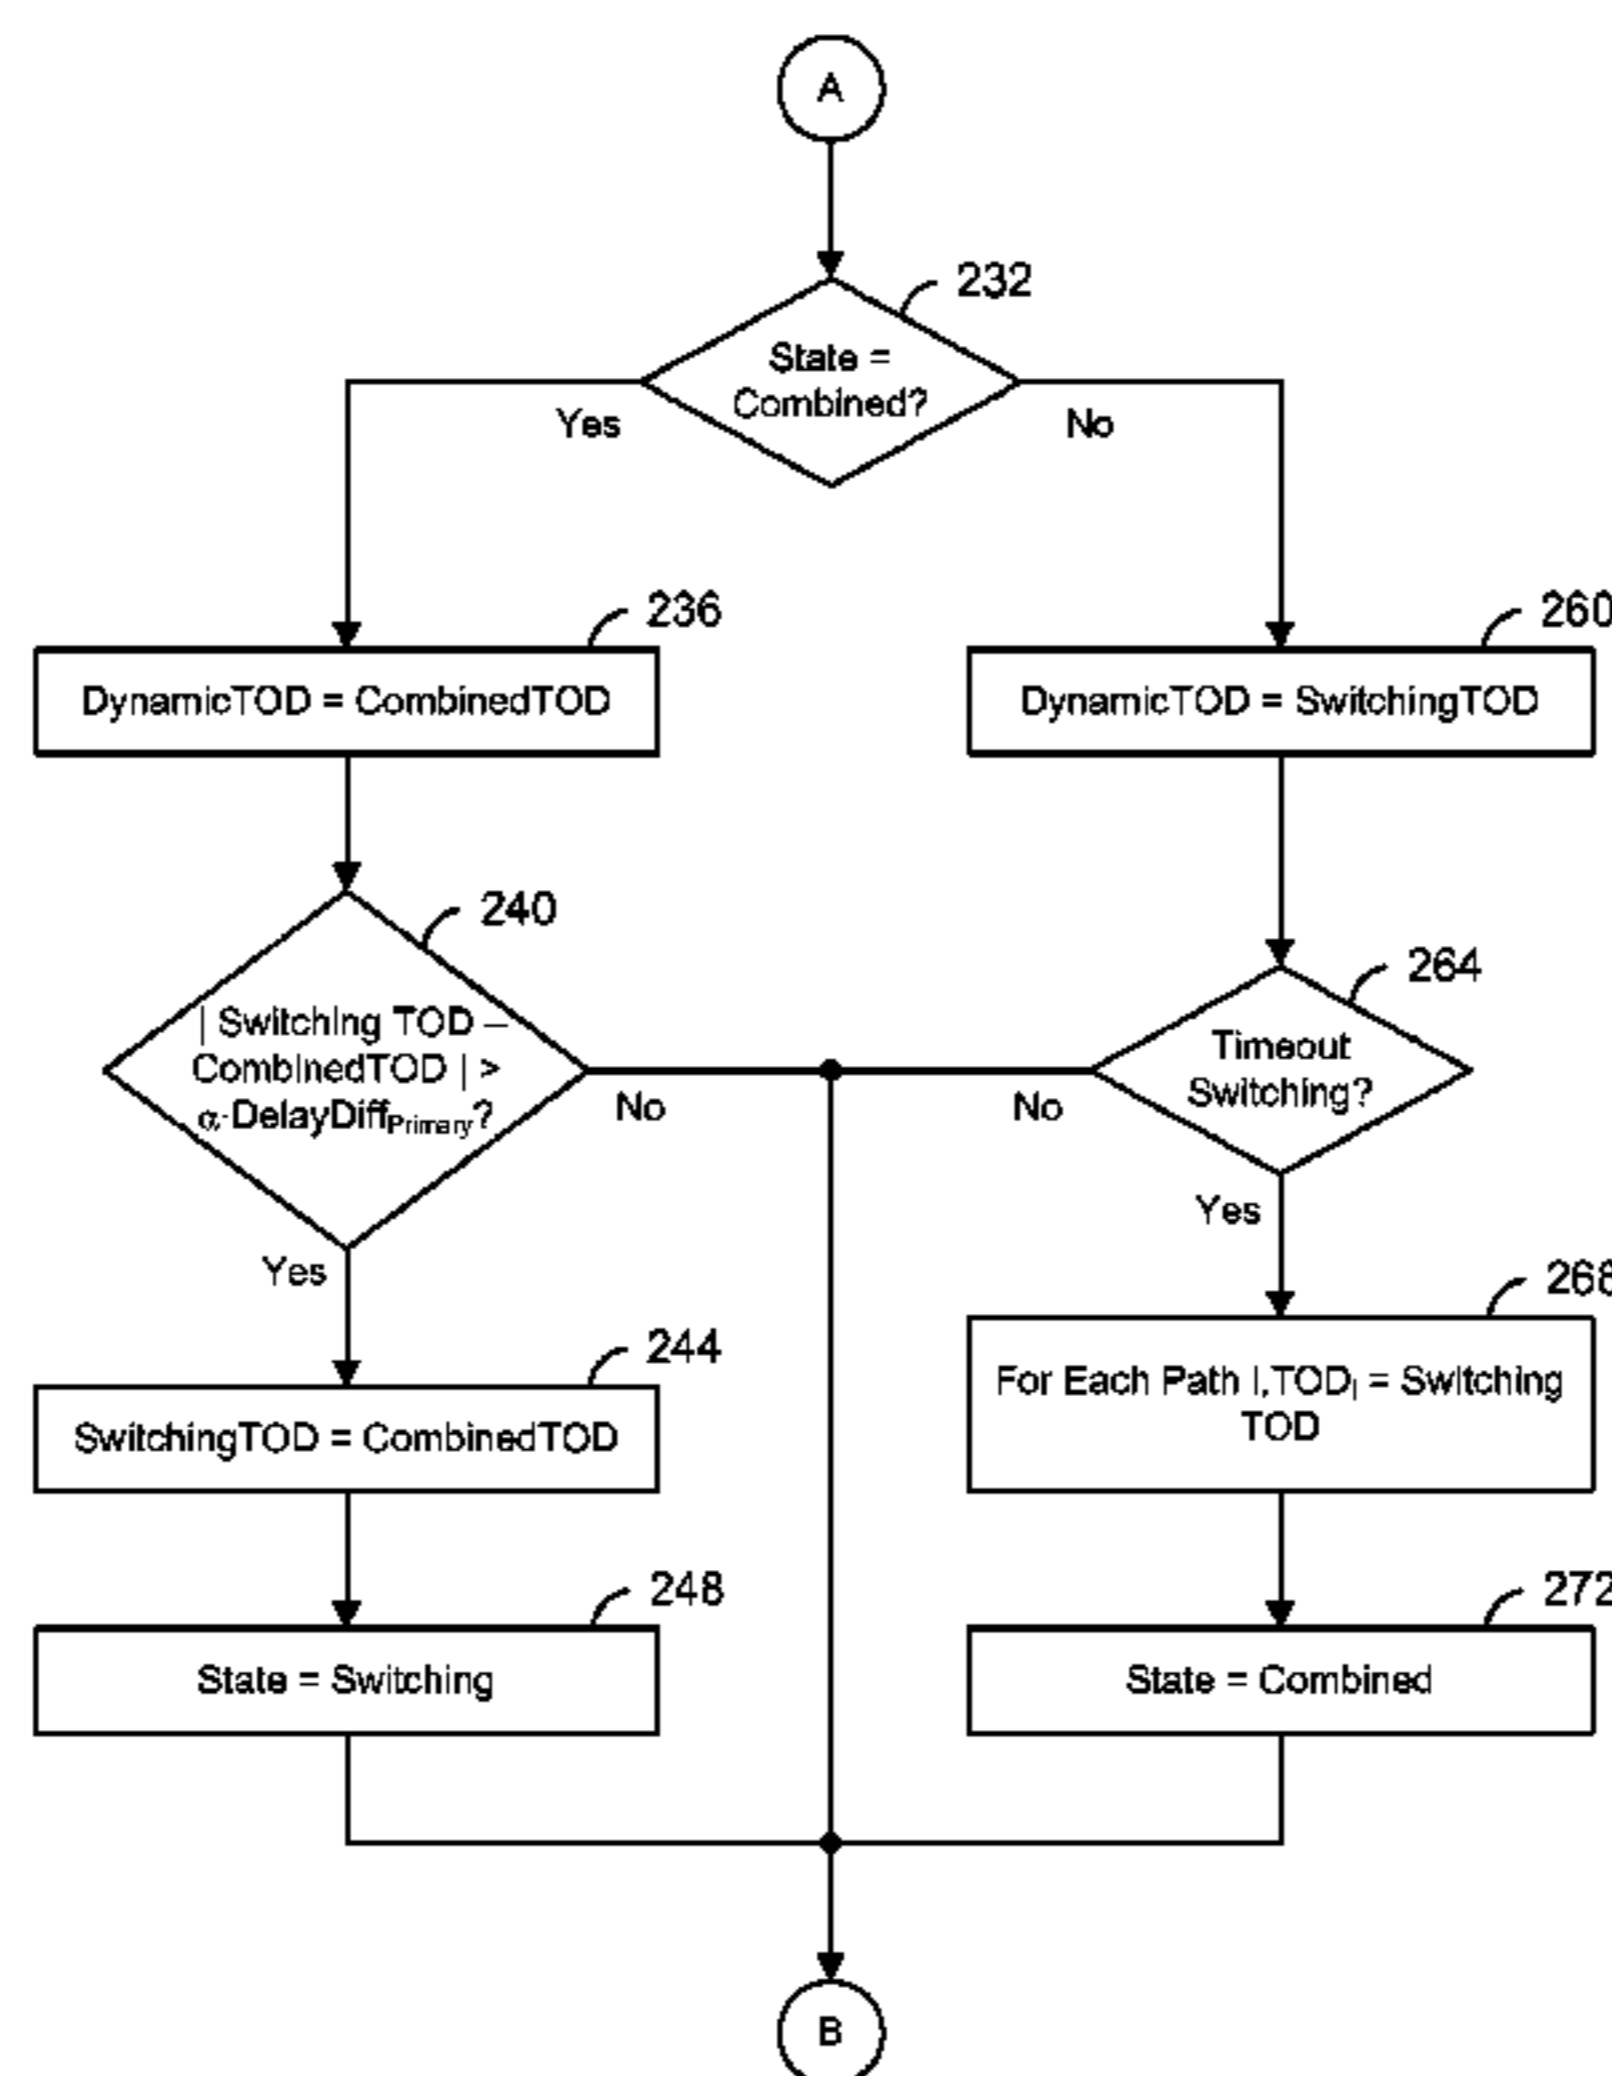 A
232
State =
Combined?
Yes
No
236
DynamicTOD = CombinedTOD
260
DynamicTOD = SwitchingTOD
240
| Switching TOD –
CombinedTOD | >
α·DelayDiffPrimary?
No
Yes
264
Timeout
Switching?
No
Yes
244
SwitchingTOD = CombinedTOD
268
For Each Path I,TODI = Switching
TOD
248
State = Switching
272
State = Combined
B